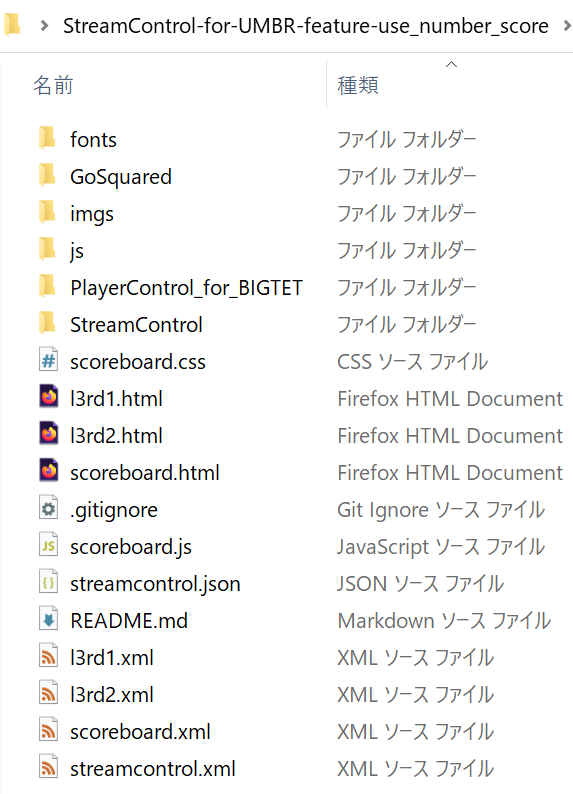 StreamControl-for-UMBR-feature-use_number_score
名前 種類
fonts ファイル フォルダー
GoSquared ファイル フォルダー
imgs ファイル フォルダー
js ファイル フォルダー
PlayerControl_for_BIGTET ファイル フォルダー
StreamControl ファイル フォルダー
scoreboard.css CSS ソース ファイル
l3rd1.html Firefox HTML Document
l3rd2.html Firefox HTML Document
scoreboard.html Firefox HTML Document
.gitignore Git Ignore ソース ファイル
scoreboard.js JavaScript ソース ファイル
streamcontrol.json JSON ソース ファイル
README.md Markdown ソース ファイル
l3rd1.xml XML ソース ファイル
l3rd2.xml XML ソース ファイル
scoreboard.xml XML ソース ファイル
streamcontrol.xml XML ソース ファイル